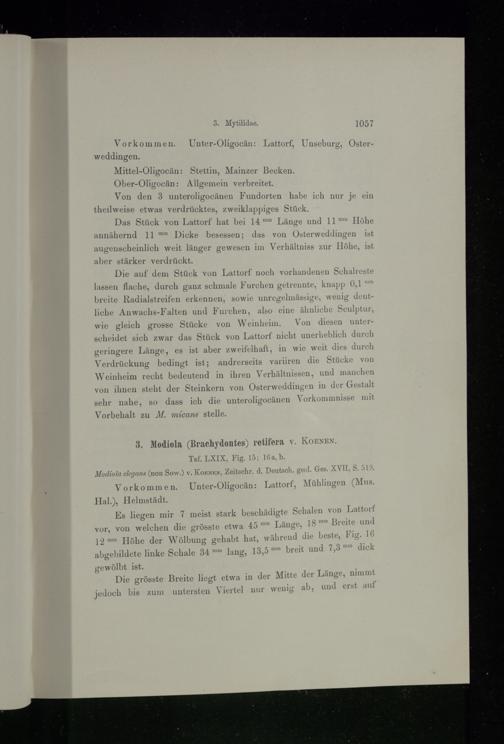 3. Mytilidae. 1057
Vorkommen. Unter-Oligocän: Lattorf, Unseburg, Oster-
weddingen.
Mittel-Oligocän: Stettin, Mainzer Becken.
Ober-Oligocän: Allgemein verbreitet.
Von den 3 unteroligocänen Fundorten habe ich nur je ein
theilweise etwas verdrücktes, zweiklappiges Stück.
Das Stück von Lattorf hat bei 14 mm Länge und 11 mm Höhe
annähernd 11 mm Dicke besessen; das von Osterweddingen ist
augenscheinlich weit länger gewesen im Verhältniss zur Höhe, ist
aber stärker verdrückt.
Die auf dem Stück von Lattorf noch vorhandenen Schalreste
lassen flache, durch ganz schmale Furchen getrennte, knapp 0,1 mm
breite Radialstreifen erkennen, sowie unregelmässige, wenig deut-
liche Anwachs-Falten und Furchen, also eine ähnliche Sculptur,
wie gleich grosse Stücke von Weinheim. Von diesen unter-
scheidet sich zwar das Stück von Lattorf nicht unerheblich durch
geringere Länge, es ist aber zweifelhaft, in wie weit dies durch
Verdrückung bedingt ist; andrerseits variiren die Stücke von
Weinheim recht bedeutend in ihren Verhältnissen, und manchen
von ihnen steht der Steinkern von Osterweddingen in der Gestalt
sehr nahe, so dass ich die unteroligocänen Vorkommnisse mit
Vorbehalt zu M. micans stelle.
3. Modiola (Brachydontes) retifera v. Koenen.
Taf. LXIX, Fig. 15; 16a, b.
Modiola elegans (non Sow.) v. Koenen, Zeitschr. d. Deutsch. geol. Ges. XVII, S. 519.
Vorkommen. Unter-Oligocän: Lattorf, Mühlingen (Mus.
Hal.), Helmstädt.
Es liegen mir 7 meist stark beschädigte Schalen von Lattorf
vor, von welchen die grösste etwa 45 mm Länge, 18 mm Breite und
12 mm Höhe der Wölbung gehabt hat, während die beste, Fig. 16
abgebildete linke Schale 34 mm lang, 13,5 mm breit und 7,3 mm dick
gewölbt ist.
Die grösste Breite liegt etwa in der Mitte der Länge, nimmt
jedoch bis zum untersten Viertel nur wenig ab, und erst auf